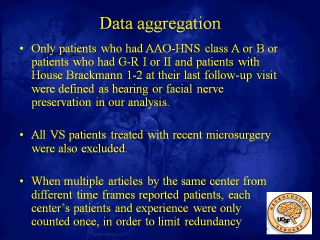 Data aggregation
• Only patients who had AAO-HNS class A or B or
patients who had G-R I or II and patients with
House Brackmann 1-2 at their last follow-up visit
were defined as hearing or facial nerve
preservation in our analysis.
• All VS patients treated with recent microsurgery
were also excluded.
• When multiple articles by the same center from
different time frames reported patients, each
center's patients and experience were only
counted once, in order to limit redundancy